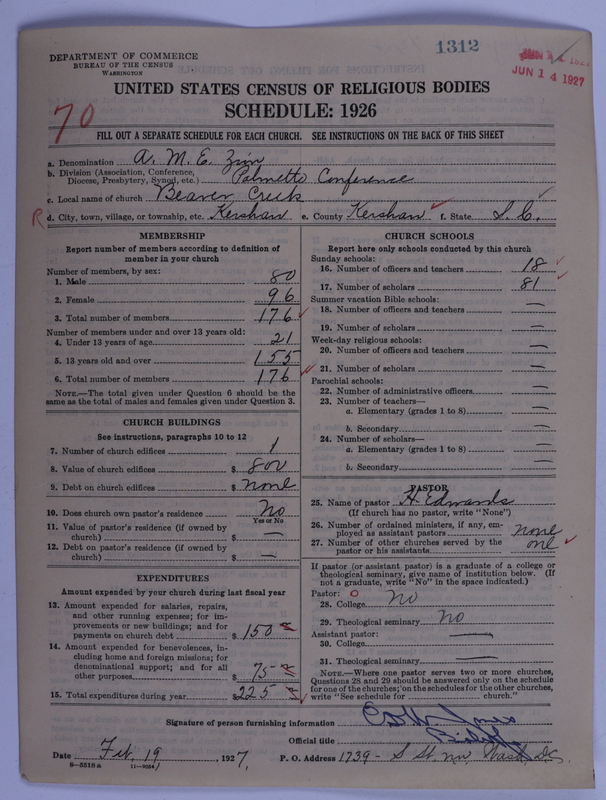 1312
JUN 14 1927
DEPARTMENT OF COMMERCE
BUREAU OF THE CENSUS
WASHINGTON
UNITED STATES CENSUS OF RELIGIOUS BODIES
SCHEDULE: 1926
70
FILL OUT A SEPARATE SCHEDULE FOR EACH CHURCH. SEE INSTRUCTIONS ON THE BACK OF THIS SHEET
a. Denomination A. M. E. Zion
b. Division (Association, Conference, Diocese, Presbytery, Synod, etc.) Palmetto Conference
c. Local name of church Beaver Creek
R d. City, town, village, or township, etc. Kershaw e. County Kershaw f. State S. C.
MEMBERSHIP
Report number of members according to definition of
member in your church
Number of members, by sex:
1. Male 80
2. Female 96
3. Total number of members 176
Number of members under and over 13 years old:
4. Under 13 years of age 21
5. 13 years old and over 155
6. Total number of members 176
NOTE.—The total given under Question 6 should be
same as the total of males and females given under Question 3.
CHURCH BUILDINGS
See instructions, paragraphs 10 to 12
7. Number of church edifices 1
8. Value of church edifices $ 800
9. Debt on church edifices $ none
10. Does church own pastor's residence No
Yes or No
11. Value of pastor's residence (if owned by
church) $ —
12. Debt on pastor's residence (if owned by
church) $ —
EXPENDITURES
Amount expended by your church during last fiscal year
13. Amount expended for salaries, repairs,
and other running expenses; for im-
provements or new buildings; and for
payments on church debt $ 150
14. Amount expended for benevolences, in-
cluding home and foreign missions; for
denominational support; and for all
other purposes $ 75
15. Total expenditures during year $ 225
CHURCH SCHOOLS
Report here only schools conducted by this church
Sunday schools:
16. Number of officers and teachers 18
17. Number of scholars 81
Summer vacation Bible schools:
18. Number of officers and teachers —
19. Number of scholars —
Week-day religious schools:
20. Number of officers and teachers —
21. Number of scholars —
Parochial schools:
22. Number of administrative officers —
23. Number of teachers—
a. Elementary (grades 1 to 8) —
b. Secondary —
24. Number of scholars—
a. Elementary (grades 1 to 8) —
b. Secondary —
PASTOR
25. Name of pastor H Edwards
(If church has no pastor, write "None")
26. Number of ordained ministers, if any, em-
ployed as assistant pastors none
27. Number of other churches served by the
pastor or his assistants one
If pastor (or assistant pastor) is a graduate of a college or
theological seminary, give name of institution below. (If
not a graduate, write "No" in the space indicated.)
Pastor: O
28. College No
29. Theological seminary No
Assistant pastor:
30. College —
31. Theological seminary —
NOTE.—Where one pastor serves two or more churches,
Questions 28 and 29 should be answered only on the schedule
for one of the churches; on the schedules for the other churches,
write "See schedule for church."
Signature of person furnishing information Jones
Official title Bishop
Date Feb. 19 1927. P. O. Address 1739- S St nw, Wash, Dc
8—5518 a